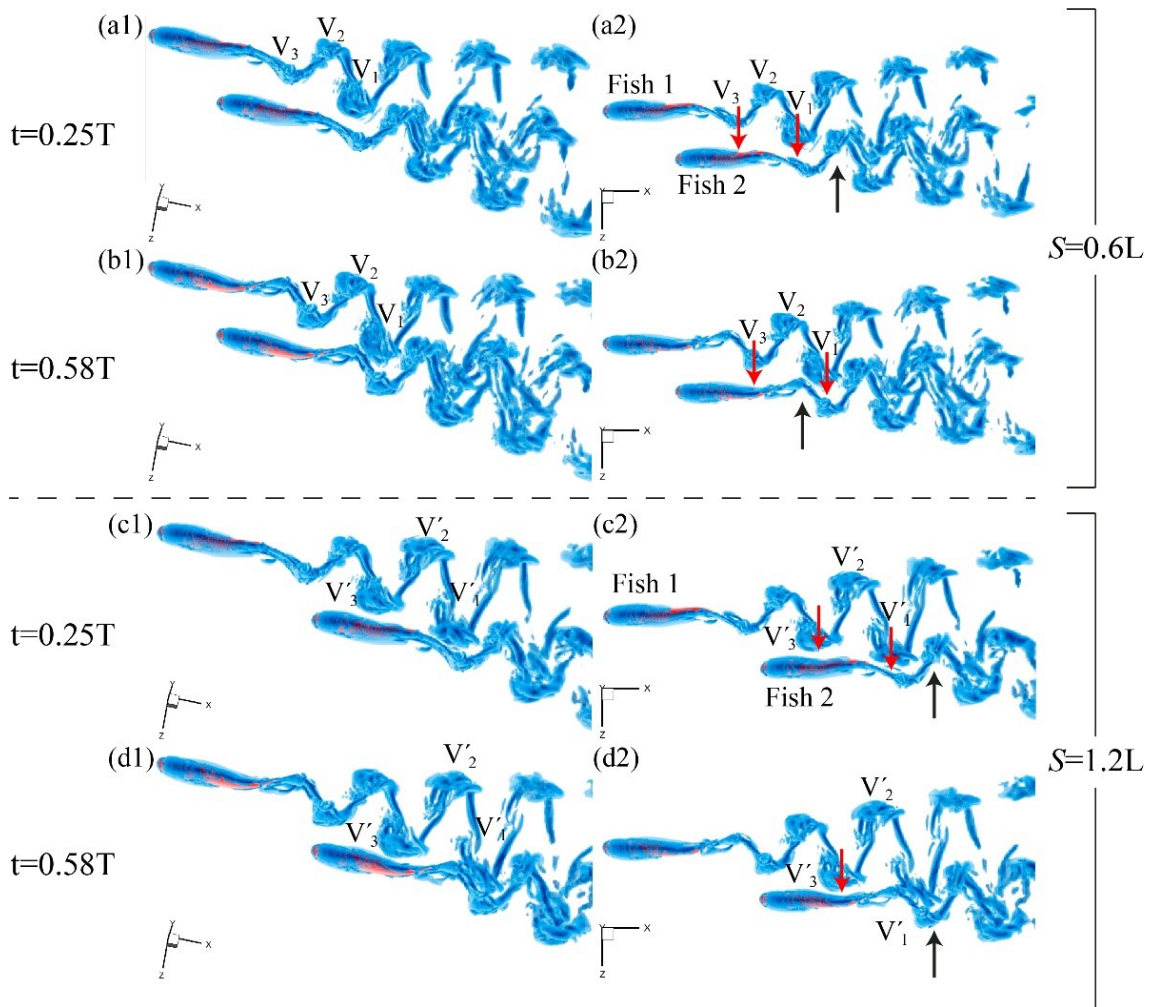 (a1)
V3
V2
V1
t=0.25T
Y
X
Z
(a2)
Fish 1
V3
V2
V1
Fish 2
Y
X
Z
S=0.6L
(b1)
V3
V2
V1
t=0.58T
Y
X
Z
(b2)
V3
V2
V1
Y
X
Z
(c1)
V′2
V′3
V′1
t=0.25T
Y
X
Z
(c2)
Fish 1
V′2
V′3
V′1
Fish 2
Y
X
Z
S=1.2L
(d1)
V′2
V′3
V′1
t=0.58T
Y
X
Z
(d2)
V′2
V′3
V′1
Y
X
Z